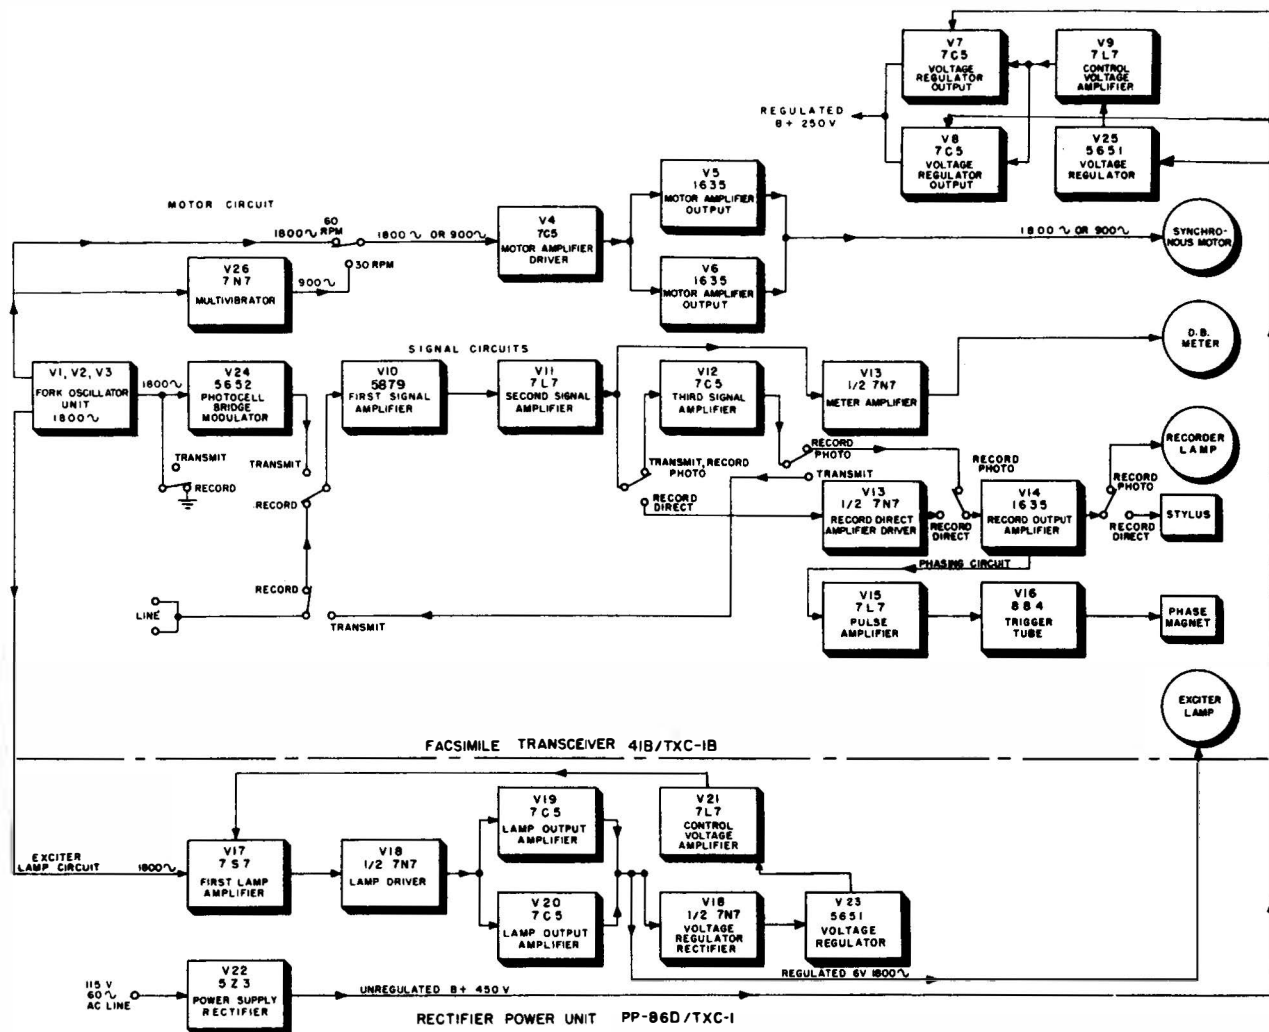 V7
7C5
VOLTAGE
REGULATOR
OUTPUT
V9
7L7
CONTROL
VOLTAGE
AMPLIFIER
REGULATED
B+ 250V
V8
7C5
VOLTAGE
REGULATOR
OUTPUT
V25
5651
VOLTAGE
REGULATOR
MOTOR CIRCUIT
60
RPM
1800~
1800~ OR 900~
30 RPM
V26
7N7
MULTIVIBRATOR
900~
V4
7C5
MOTOR AMPLIFIER
DRIVER
V5
1635
MOTOR AMPLIFIER
OUTPUT
V6
1635
MOTOR AMPLIFIER
OUTPUT
1800~ OR 900~
SYNCHRO-
NOUS MOTOR
SIGNAL CIRCUITS
V1, V2, V3
FORK OSCILLATOR
UNIT
1800~
1800~
V24
5652
PHOTOCELL
BRIDGE
MODULATOR
V10
5879
FIRST SIGNAL
AMPLIFIER
V11
7L7
SECOND SIGNAL
AMPLIFIER
V12
7C5
THIRD SIGNAL
AMPLIFIER
V13
1/2 7N7
METER AMPLIFIER
D.B.
METER
TRANSMIT
RECORD
TRANSMIT
RECORD
TRANSMIT, RECORD
PHOTO
RECORD
DIRECT
RECORD
PHOTO
TRANSMIT
V13
1/2 7N7
RECORD DIRECT
AMPLIFIER DRIVER
RECORD
PHOTO
RECORD
DIRECT
V14
1635
RECORD OUTPUT
AMPLIFIER
RECORD
PHOTO
RECORD
DIRECT
RECORDER
LAMP
STYLUS
PHASING CIRCUIT
LINE
RECORD
TRANSMIT
V15
7L7
PULSE
AMPLIFIER
V16
884
TRIGGER
TUBE
PHASE
MAGNET
EXCITER
LAMP
FACSIMILE TRANSCEIVER 41B/TXC-1B
EXCITER
LAMP CIRCUIT
1800~
V17
7S7
FIRST LAMP
AMPLIFIER
V18
1/2 7N7
LAMP DRIVER
V19
7C5
LAMP OUTPUT
AMPLIFIER
V20
7C5
LAMP OUTPUT
AMPLIFIER
V21
7L7
CONTROL
VOLTAGE
AMPLIFIER
V18
1/2 7N7
VOLTAGE
REGULATOR
RECTIFIER
V23
5651
VOLTAGE
REGULATOR
REGULATED 6V 1800~
115 V
60~
AC LINE
V22
5Z3
POWER SUPPLY
RECTIFIER
UNREGULATED B+ 450V
RECTIFIER POWER UNIT PP-86D/TXC-1